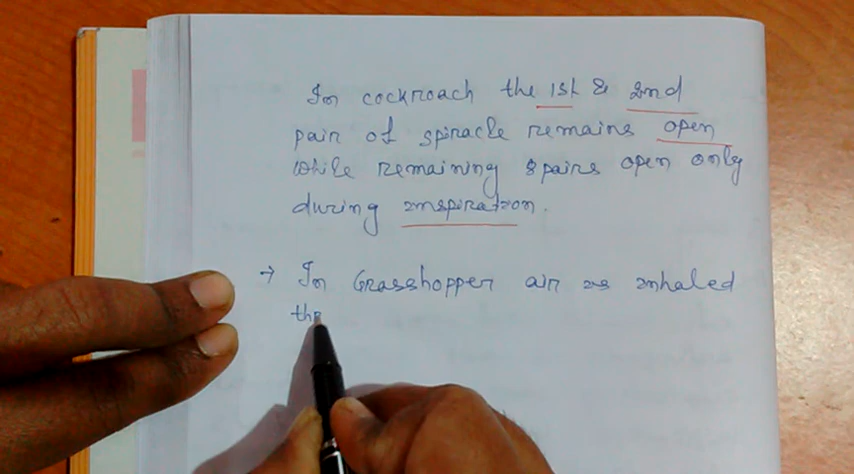 In cockroach the 1st & 2nd
pair of spiracle remains open
while remaining 8 pairs open only
during inspiration.
→ In Grasshopper air is inhaled
thr